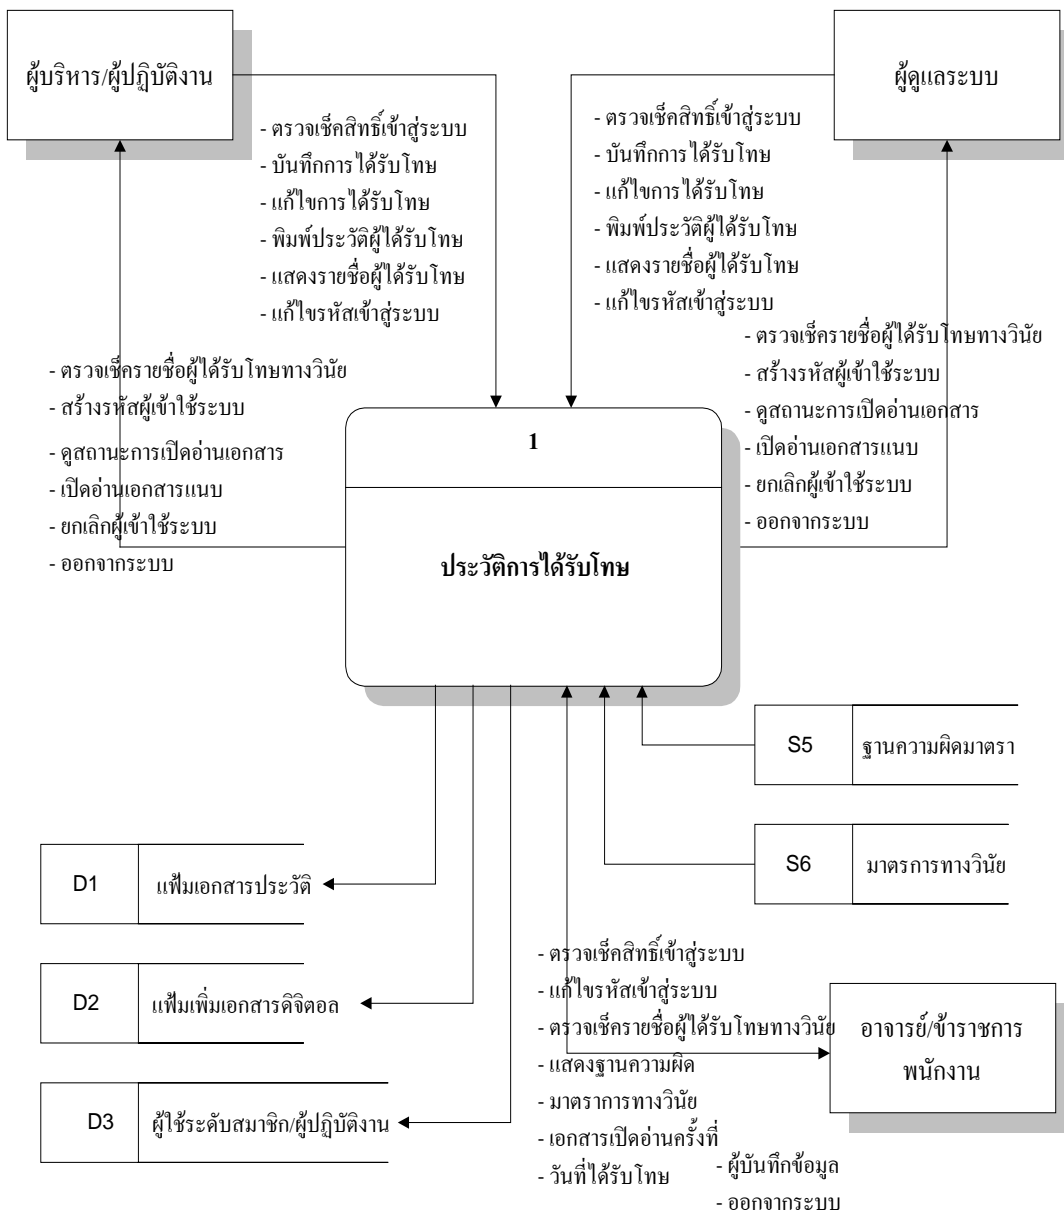 ผู้บริหาร/ผู้ปฏิบัติงาน
ผู้ดูแลระบบ
- ตรวจเช็คสิทธิ์เข้าสู่ระบบ
- บันทึกการได้รับโทษ
- แก้ไขการได้รับโทษ
- พิมพ์ประวัติผู้ได้รับโทษ
- แสดงรายชื่อผู้ได้รับโทษ
- แก้ไขรหัสเข้าสู่ระบบ
- ตรวจเช็คสิทธิ์เข้าสู่ระบบ
- บันทึกการได้รับโทษ
- แก้ไขการได้รับโทษ
- พิมพ์ประวัติผู้ได้รับโทษ
- แสดงรายชื่อผู้ได้รับโทษ
- แก้ไขรหัสเข้าสู่ระบบ
- ตรวจเช็ครายชื่อผู้ได้รับโทษทางวินัย
- สร้างรหัสผู้เข้าใช้ระบบ
- ดูสถานะการเปิดอ่านเอกสาร
- เปิดอ่านเอกสารแนบ
- ยกเลิกผู้เข้าใช้ระบบ
- ออกจากระบบ
- ตรวจเช็ครายชื่อผู้ได้รับโทษทางวินัย
- สร้างรหัสผู้เข้าใช้ระบบ
- ดูสถานะการเปิดอ่านเอกสาร
- เปิดอ่านเอกสารแนบ
- ยกเลิกผู้เข้าใช้ระบบ
- ออกจากระบบ
1
ประวัติการได้รับโทษ
S5 ฐานความผิดมาตรา
S6 มาตรการทางวินัย
D1 แฟ้มเอกสารประวัติ
D2 แฟ้มเพิ่มเอกสารดิจิตอล
D3 ผู้ใช้ระดับสมาชิก/ผู้ปฏิบัติงาน
- ตรวจเช็คสิทธิ์เข้าสู่ระบบ
- แก้ไขรหัสเข้าสู่ระบบ
- ตรวจเช็ครายชื่อผู้ได้รับโทษทางวินัย
- แสดงฐานความผิด
- มาตราการทางวินัย
- เอกสารเปิดอ่านครั้งที่
- วันที่ได้รับโทษ
- ผู้บันทึกข้อมูล
- ออกจากระบบ
อาจารย์/ข้าราชการ
พนักงาน